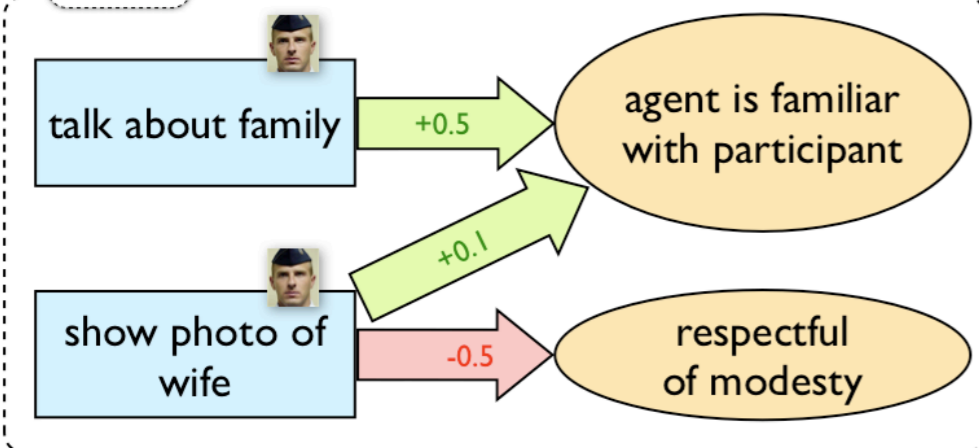 talk about family
+0.5
agent is familiar
with participant
+0.1
show photo of
wife
-0.5
respectful
of modesty